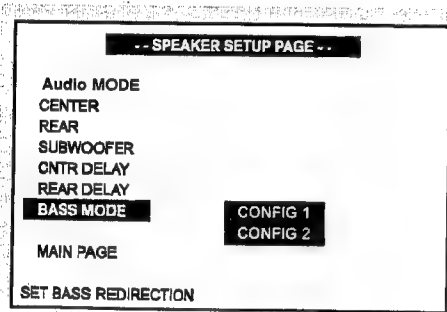 -- SPEAKER SETUP PAGE --
Audio MODE
CENTER
REAR
SUBWOOFER
CNTR DELAY
REAR DELAY
BASS MODE
CONFIG 1
CONFIG 2
MAIN PAGE
SET BASS REDIRECTION